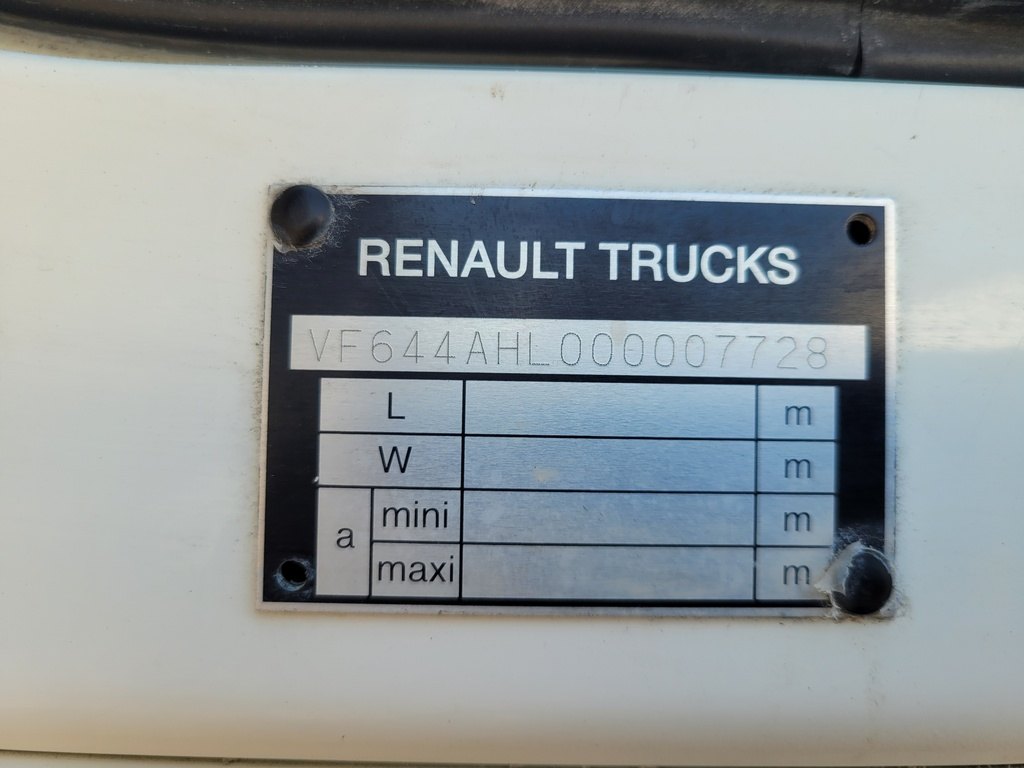 RENAULT TRUCKS
VF644AHL000007728
L m
W m
a mini m
maxi m